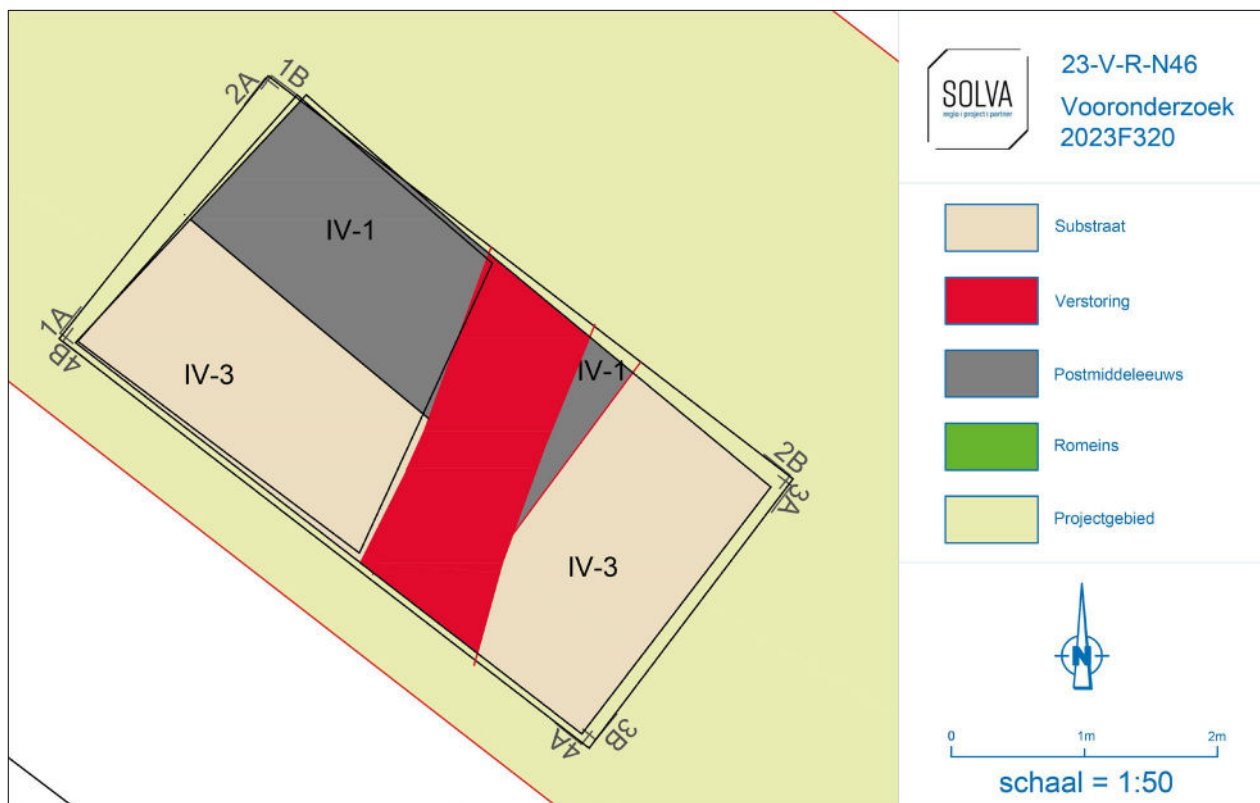 2A
1B
IV-1
1A
4B
IV-3
IV-1
2B
3A
IV-3
3B
4A
SOLVA
regio I project I partner
23-V-R-N46
Vooronderzoek
2023F320
Substraat
Verstoring
Postmiddeleeuws
Romeins
Projectgebied
N
0 1m 2m
schaal = 1:50